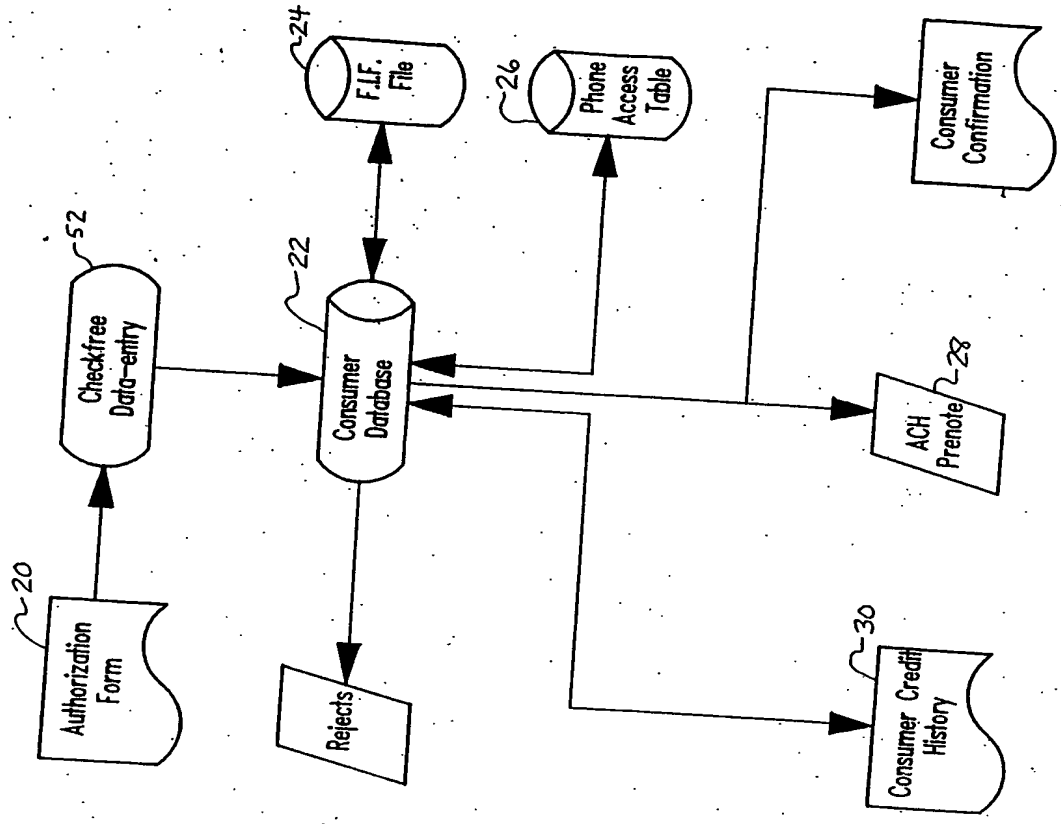 20
Authorization
Form
52
Checkfree
Data-entry
24
F.I.F.
File
22
Consumer
Database
26
Phone
Access
Table
Rejects
30
Consumer Credit
History
28
ACH
Prenote
Consumer
Confirmation